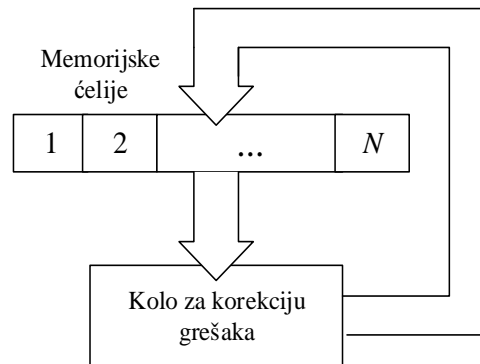 Memorijske
ćelije
1 2 ... N
Kolo za korekciju
grešaka